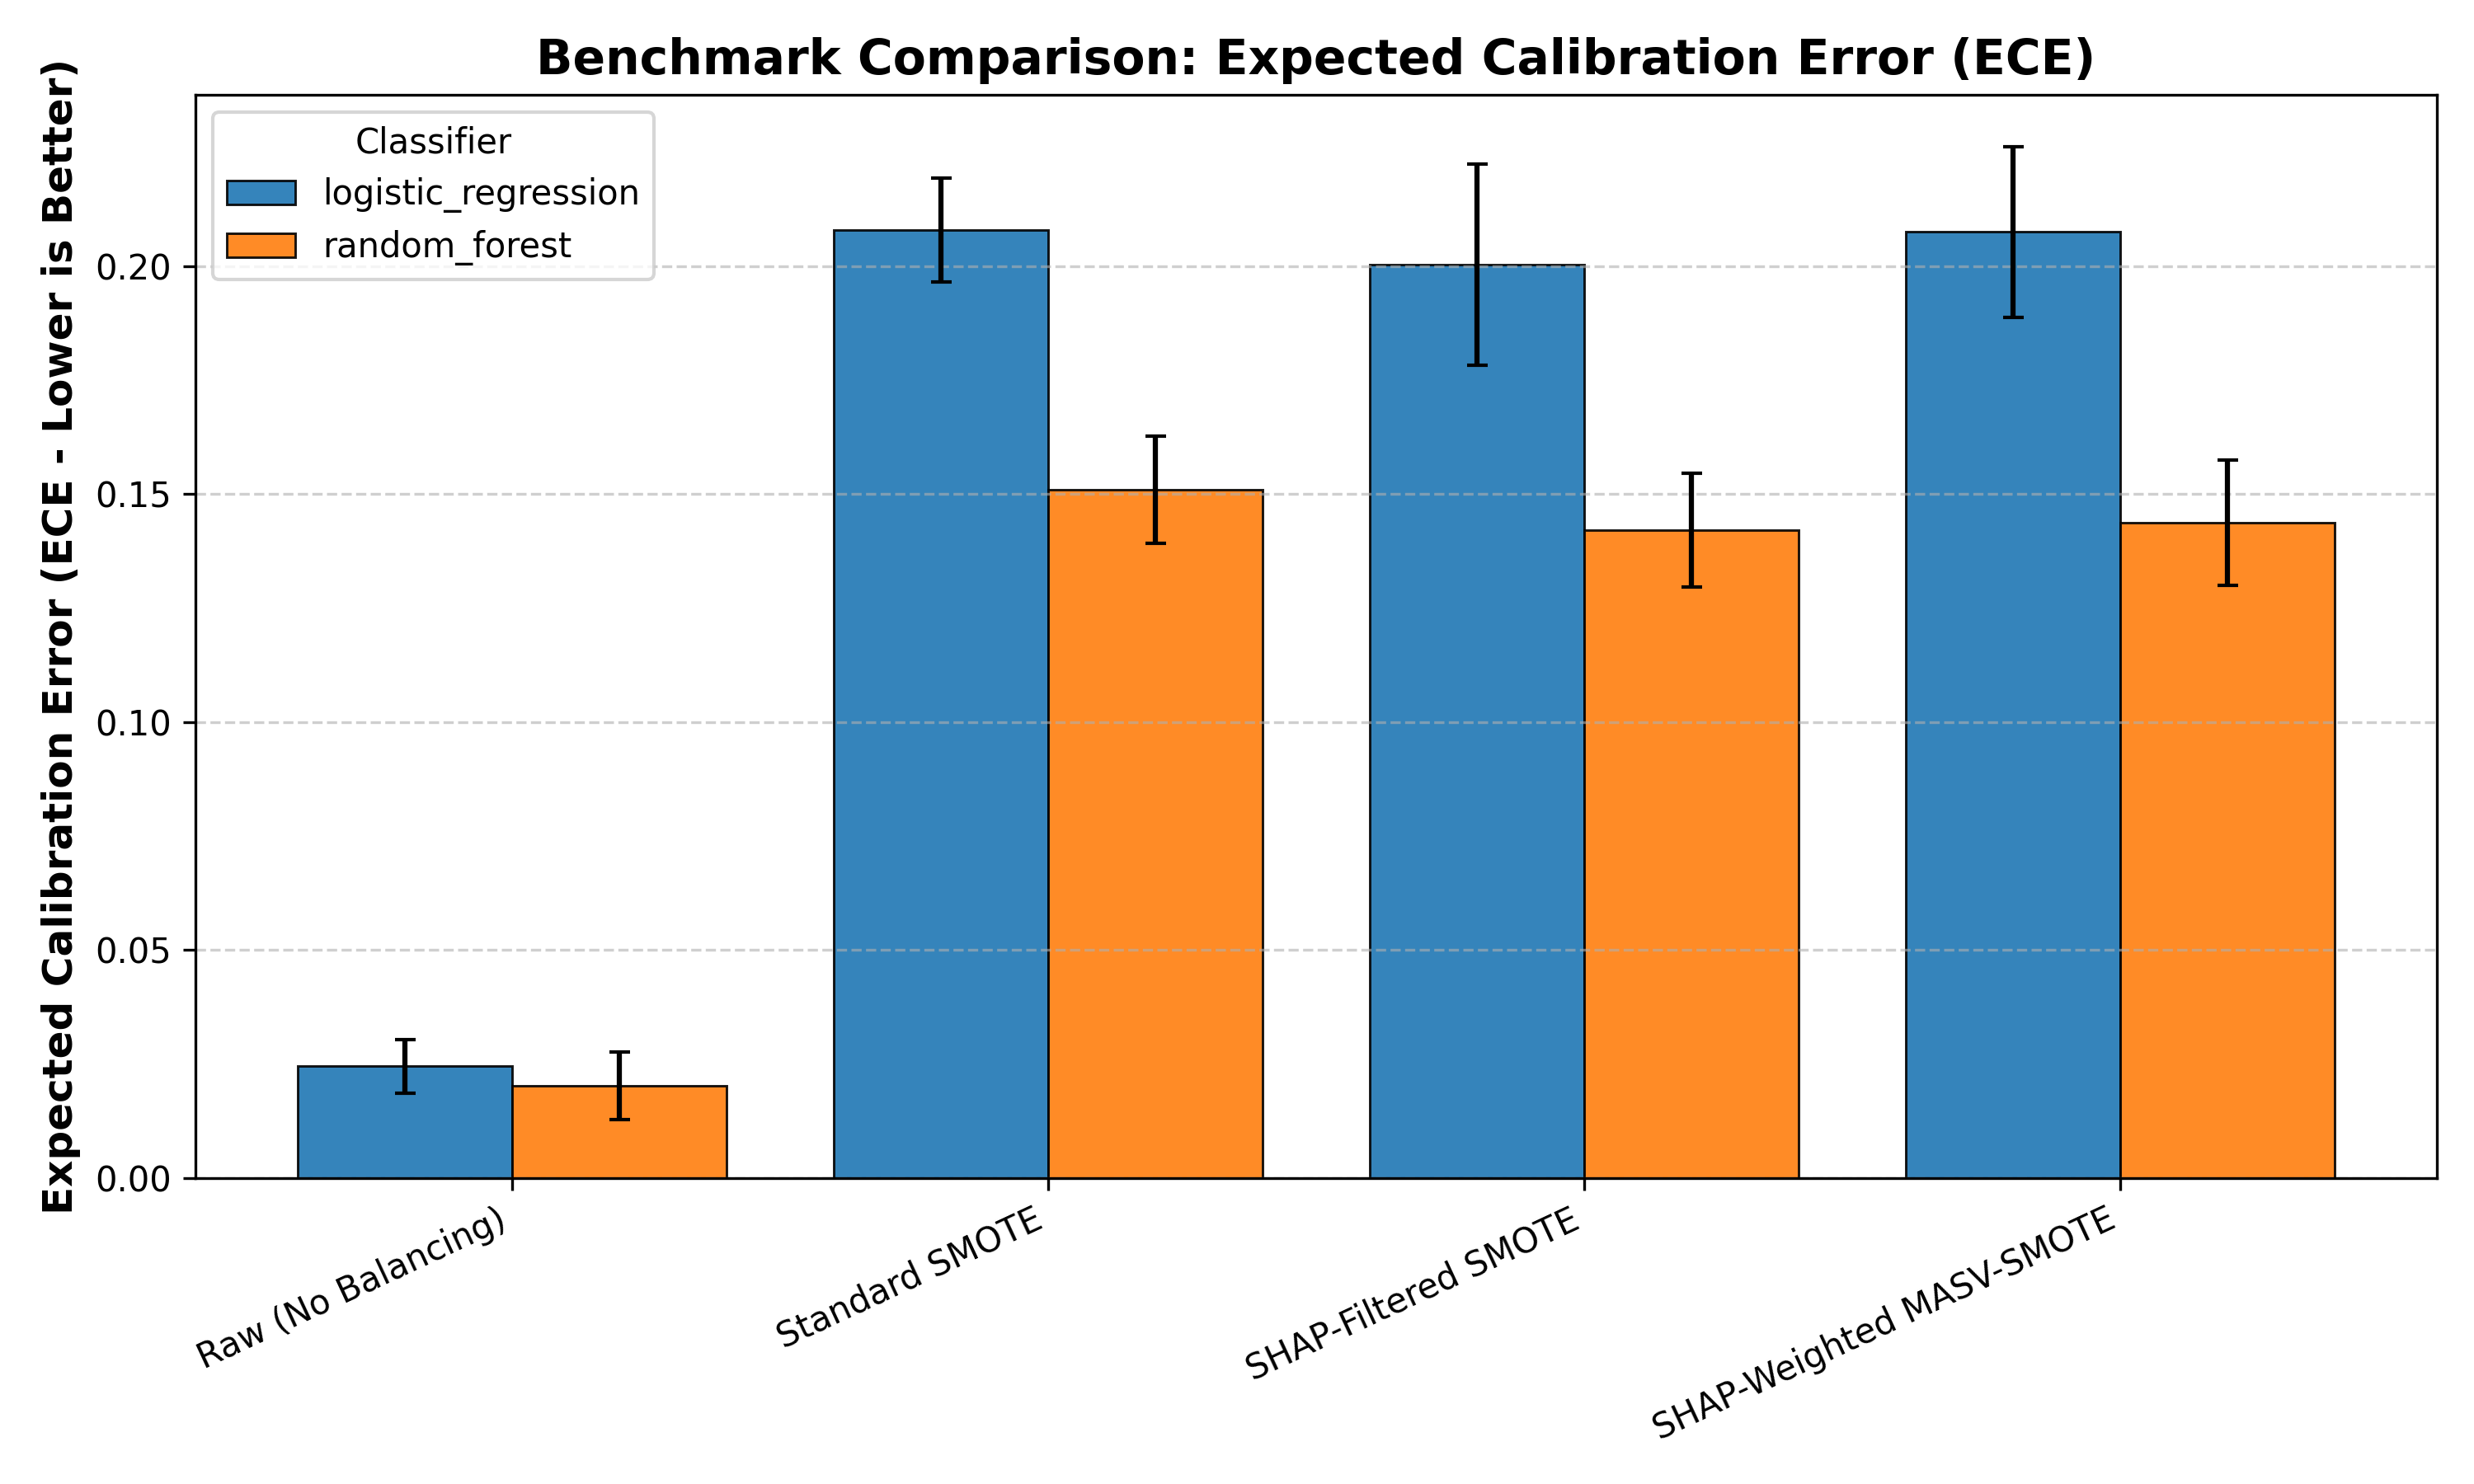 Benchmark Comparison: Expected Calibration Error (ECE)
Expected Calibration Error (ECE - Lower is Better)
Classifier
logistic_regression
random_forest
0.20
0.15
0.10
0.05
0.00
Raw (No Balancing)
Standard SMOTE
SHAP-Filtered SMOTE
SHAP-Weighted MASV-SMOTE